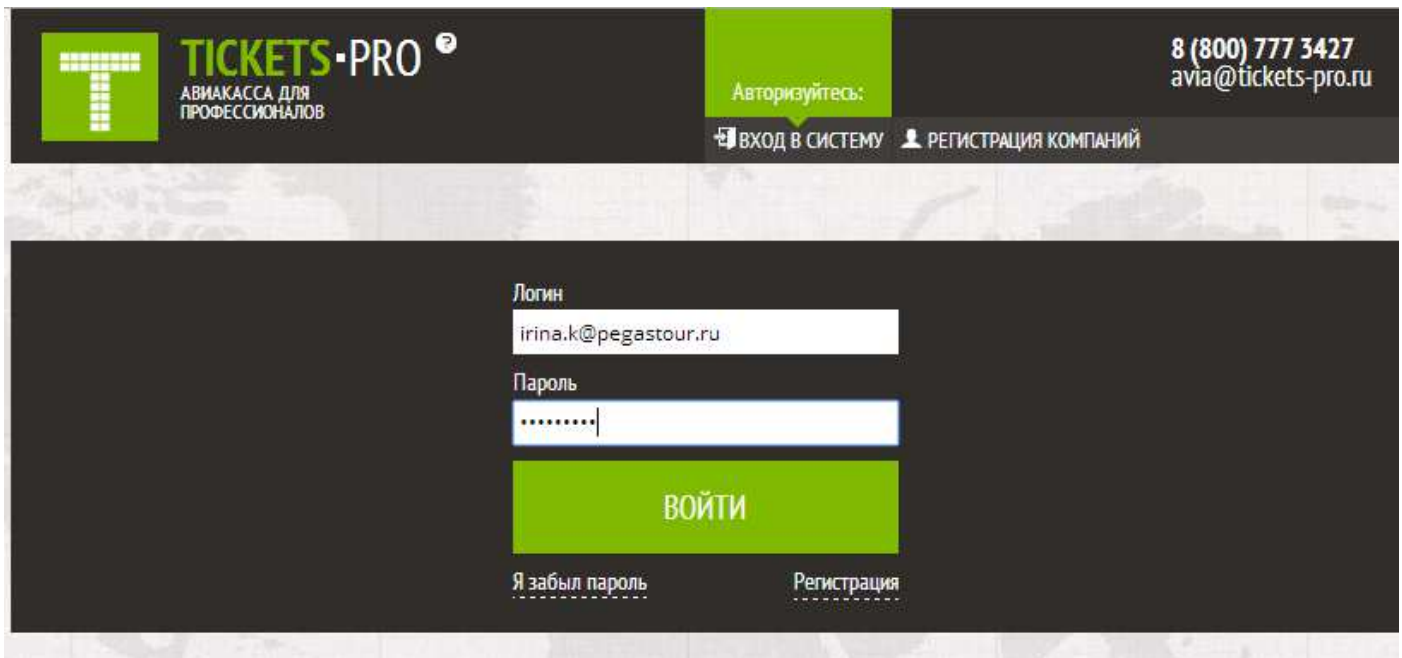 TICKETS▪PRO ?
АВИАКАССА ДЛЯ
ПРОФЕССИОНАЛОВ
Авторизуйтесь:
8 (800) 777 3427
avia@tickets-pro.ru
ВХОД В СИСТЕМУ РЕГИСТРАЦИЯ КОМПАНИЙ
Логин
irina.k@pegastour.ru
Пароль
•••••••••
ВОЙТИ
Я забыл пароль Регистрация